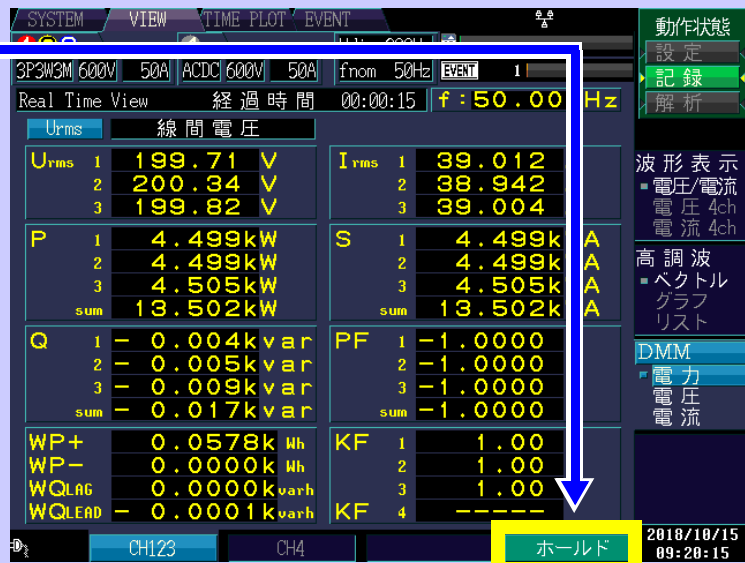 SYSTEM VIEW TIME PLOT EVENT
動作状態
設定
記録
解析
3P3W3M 600V 50A ACDC 600V 50A fnom 50Hz EVENT 1
Real Time View 経過時間 00:00:15 f:50.00 Hz
Urms 線間電圧
Urms 1 199.71 V
2 200.34 V
3 199.82 V
Irms 1 39.012
2 38.942
3 39.004
P 1 4.499kW
2 4.499kW
3 4.505kW
sum 13.502kW
S 1 4.499k A
2 4.499k A
3 4.505k A
sum 13.502k A
Q 1 - 0.004kvar
2 - 0.005kvar
3 - 0.009kvar
sum - 0.017kvar
PF 1 -1.0000
2 -1.0000
3 -1.0000
sum -1.0000
WP+ 0.0578k Wh
WP- 0.0000k Wh
WQLAG 0.0000kvarh
WQLEAD - 0.0001kvarh
KF 1 1.00
2 1.00
3 1.00
KF 4 -----
波形表示
電圧/電流
電圧 4ch
電流 4ch
高調波
ベクトル
グラフ
リスト
DMM
電力
電圧
電流
CH123 CH4 ホールド
2018/10/15
09:20:15